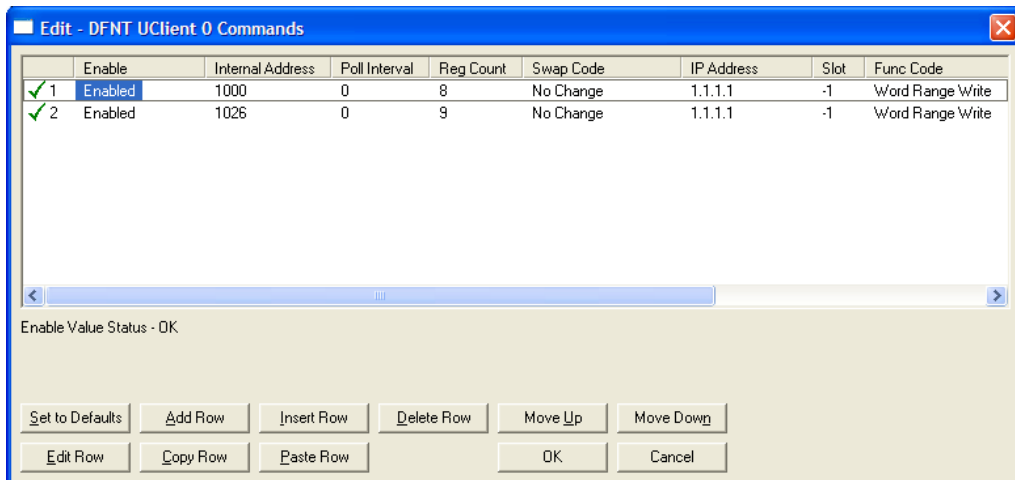 Edit - DFNT UClient 0 Commands
Enable Internal Address Poll Interval Reg Count Swap Code IP Address Slot Func Code
1 Enabled 1000 0 8 No Change 1.1.1.1 -1 Word Range Write
2 Enabled 1026 0 9 No Change 1.1.1.1 -1 Word Range Write
Enable Value Status - OK
Set to Defaults Add Row Insert Row Delete Row Move Up Move Down
Edit Row Copy Row Paste Row OK Cancel